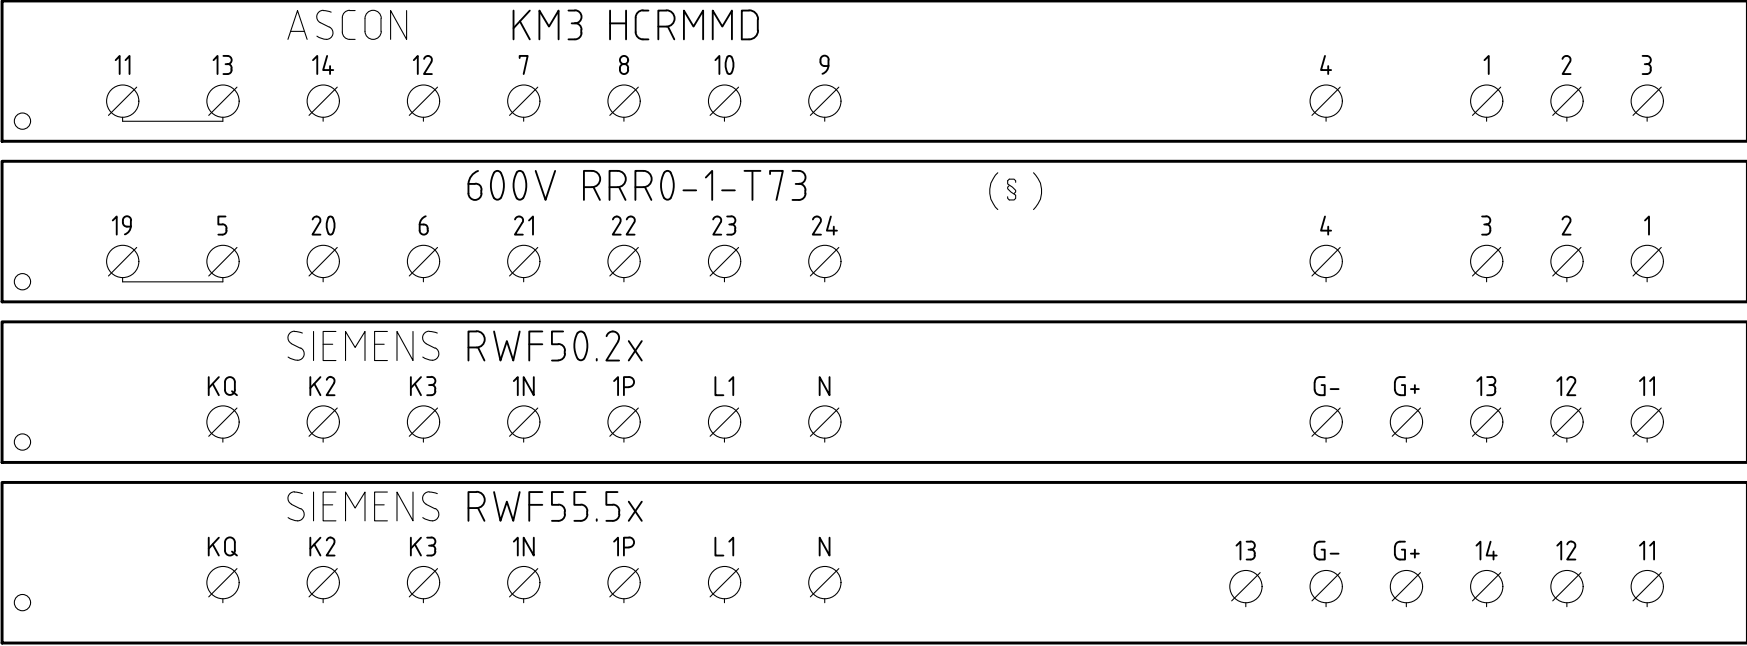 ASCON KM3 HCRMMD
11 13 14 12 7 8 10 9 4 1 2 3
600V RRR0-1-T73 (§)
19 5 20 6 21 22 23 24 4 3 2 1
SIEMENS RWF50.2x
KQ K2 K3 1N 1P L1 N G- G+ 13 12 11
SIEMENS RWF55.5x
KQ K2 K3 1N 1P L1 N 13 G- G+ 14 12 11